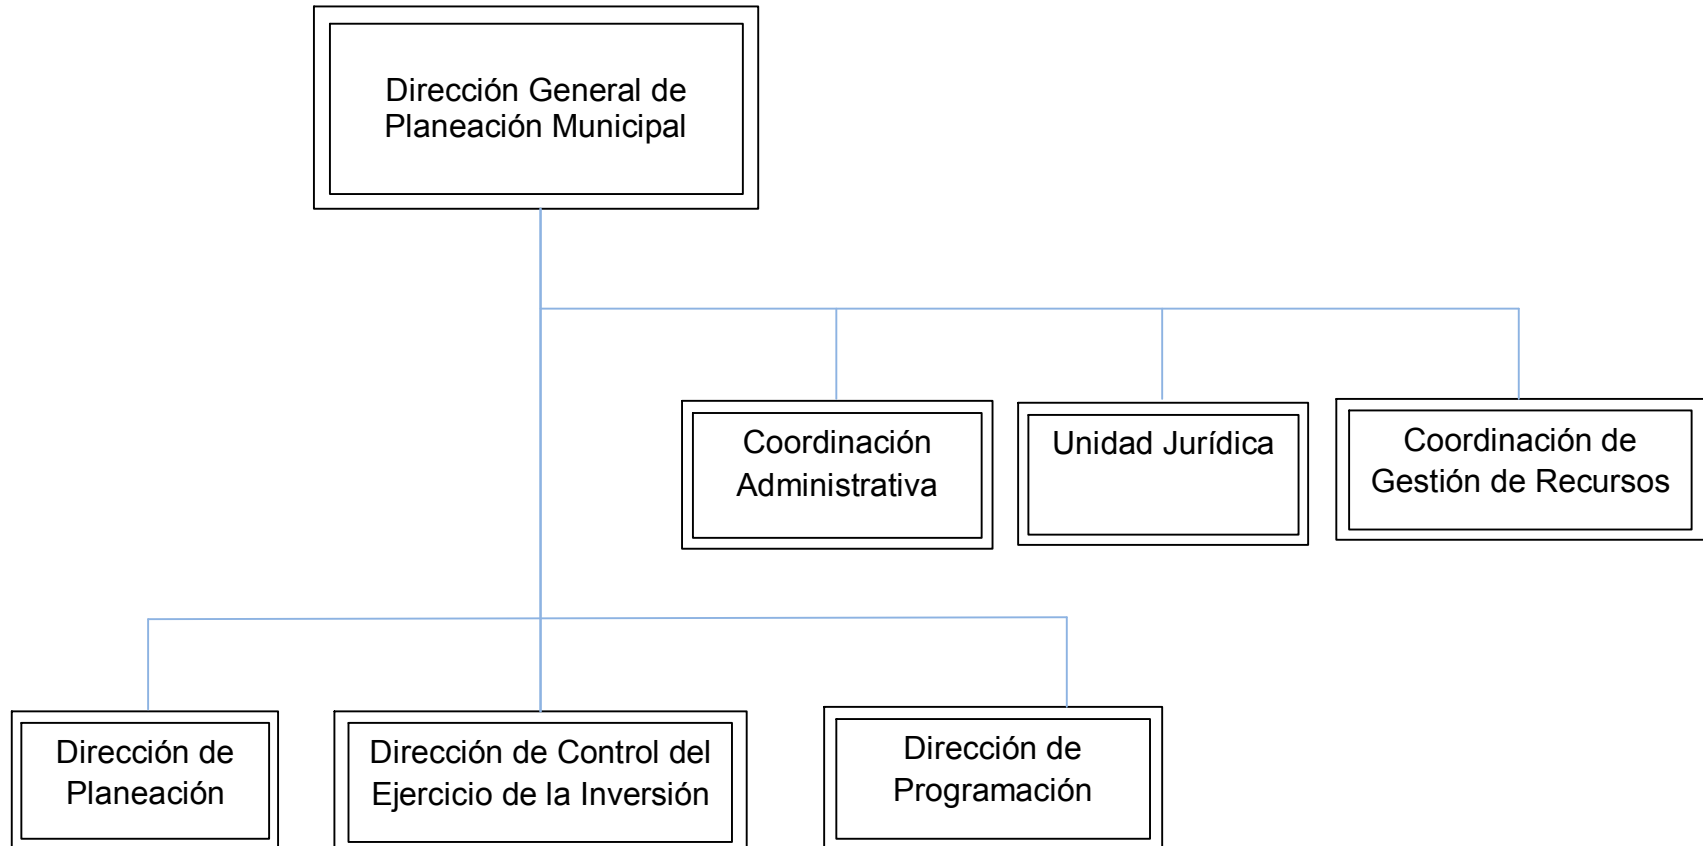 Dirección General de
Planeación Municipal
Coordinación
Administrativa
Unidad Jurídica
Coordinación de
Gestión de Recursos
Dirección de
Planeación
Dirección de Control del
Ejercicio de la Inversión
Dirección de
Programación